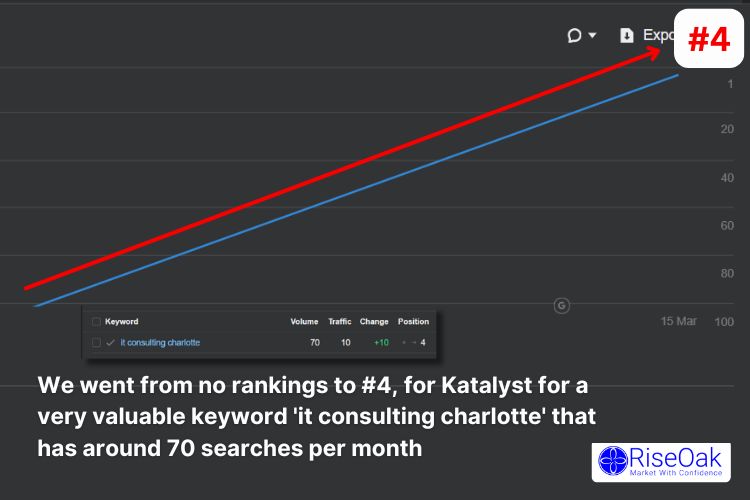 Expo
#4
1
20
40
60
80
G
15 Mar 100
Keyword Volume Traffic Change Position
it consulting charlotte 70 10 +10 4
We went from no rankings to #4, for Katalyst for a
very valuable keyword 'it consulting charlotte' that
has around 70 searches per month
RiseOak
Market With Confidence